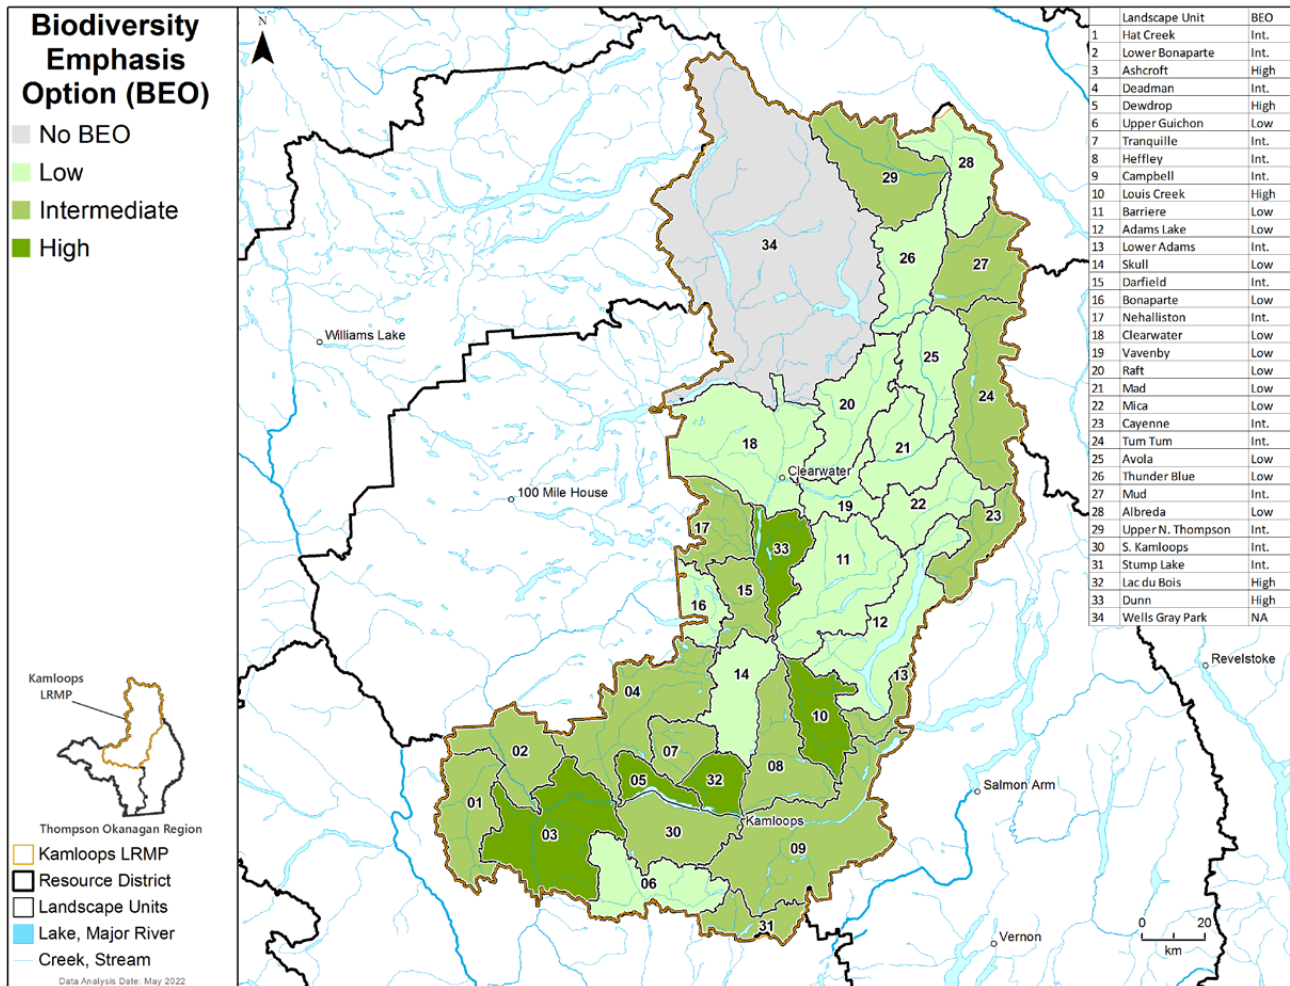 Biodiversity
Emphasis
Option (BEO)
No BEO
Low
Intermediate
High
Kamloops
LRMP
Thompson Okanagan Region
Kamloops LRMP
Resource District
Landscape Units
Lake, Major River
Creek, Stream
Data Analysis Date: May 2022
N
Williams Lake
100 Mile House
Clearwater
Kamloops
Salmon Arm
Revelstoke
Vernon
34
29
28
26
27
25
24
20
18
21
22
19
23
17
33
11
15
16
12
14
13
04
10
02
07
08
05
32
01
03
30
09
06
31
0 20
km
Landscape Unit BEO
1 Hat Creek Int.
2 Lower Bonaparte Int.
3 Ashcroft High
4 Deadman Int.
5 Dewdrop High
6 Upper Guichon Low
7 Tranquille Int.
8 Heffley Int.
9 Campbell Int.
10 Louis Creek High
11 Barriere Low
12 Adams Lake Low
13 Lower Adams Int.
14 Skull Low
15 Darfield Int.
16 Bonaparte Low
17 Nehalliston Int.
18 Clearwater Low
19 Vavenby Low
20 Raft Low
21 Mad Low
22 Mica Low
23 Cayenne Int.
24 Tum Tum Int.
25 Avola Low
26 Thunder Blue Low
27 Mud Int.
28 Albreda Low
29 Upper N. Thompson Int.
30 S. Kamloops Int.
31 Stump Lake Int.
32 Lac du Bois High
33 Dunn High
34 Wells Gray Park NA